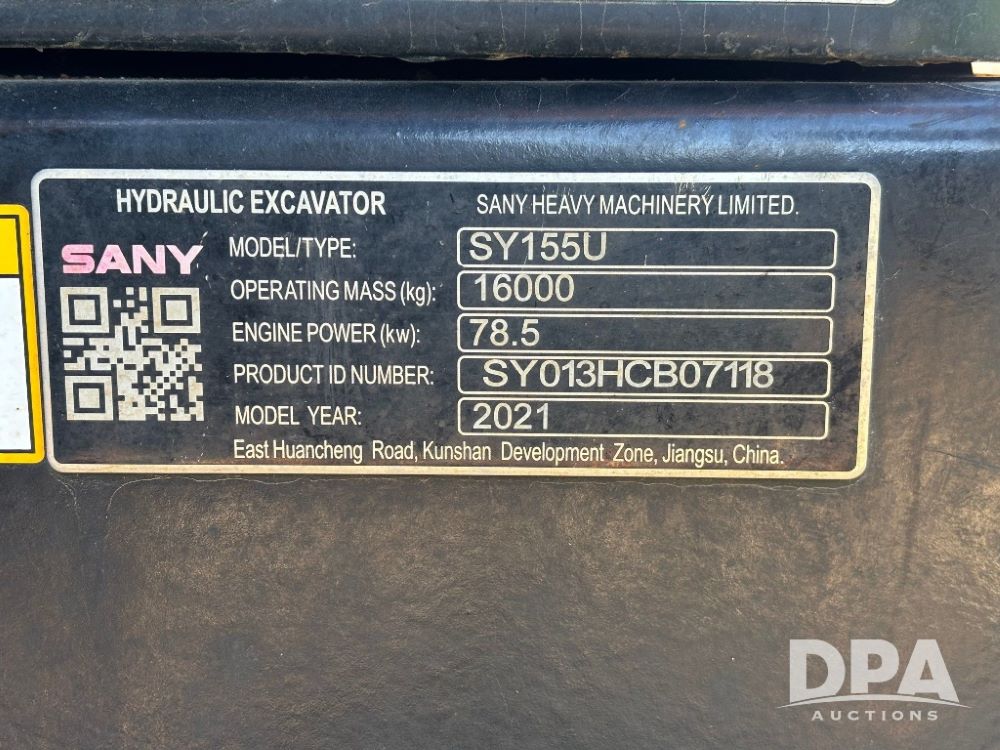 HYDRAULIC EXCAVATOR SANY HEAVY MACHINERY LIMITED.
SANY
MODEL/TYPE: SY155U
OPERATING MASS (kg): 16000
ENGINE POWER (kw): 78.5
PRODUCT ID NUMBER: SY013HCB07118
MODEL YEAR: 2021
East Huancheng Road, Kunshan Development Zone, Jiangsu, China.
DPA
AUCTIONS